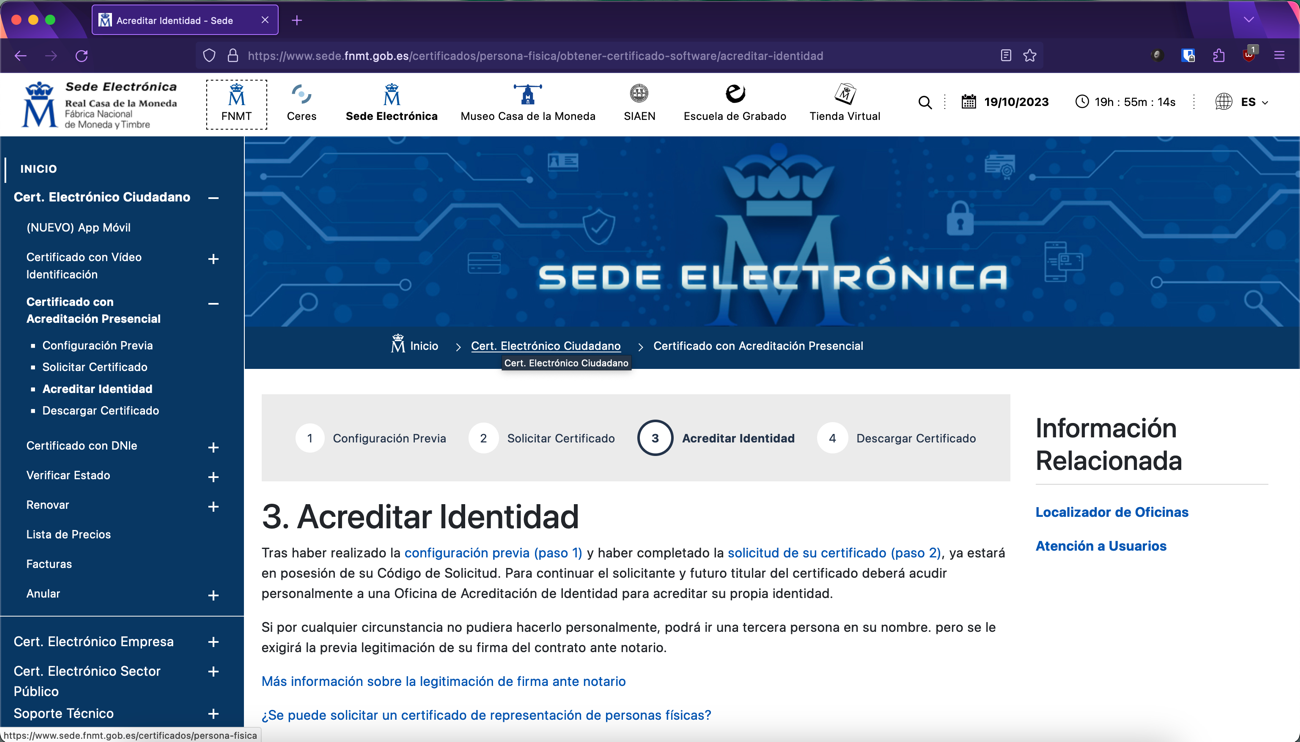 Acreditar Identidad - Sede
https://www.sede.fnmt.gob.es/certificados/persona-fisica/obtener-certificado-software/acreditar-identidad
1
Sede Electrónica
Real Casa de la Moneda
Fábrica Nacional
de Moneda y Timbre
FNMT
Ceres
Sede Electrónica
Museo Casa de la Moneda
SIAEN
Escuela de Grabado
Tienda Virtual
19/10/2023
19h : 55m : 14s
ES
INICIO
Cert. Electrónico Ciudadano
(NUEVO) App Móvil
Certificado con Vídeo
Identificación
Certificado con
Acreditación Presencial
Configuración Previa
Solicitar Certificado
Acreditar Identidad
Descargar Certificado
Certificado con DNIe
Verificar Estado
Renovar
Lista de Precios
Facturas
Anular
Cert. Electrónico Empresa
Cert. Electrónico Sector
Público
Soporte Técnico
https://www.sede.fnmt.gob.es/certificados/persona-fisica
SEDE ELECTRÓNICA
Inicio > Cert. Electrónico Ciudadano > Certificado con Acreditación Presencial
Cert. Electrónico Ciudadano
1 Configuración Previa 2 Solicitar Certificado 3 Acreditar Identidad 4 Descargar Certificado
3. Acreditar Identidad
Tras haber realizado la configuración previa (paso 1) y haber completado la solicitud de su certificado (paso 2), ya estará
en posesión de su Código de Solicitud. Para continuar el solicitante y futuro titular del certificado deberá acudir
personalmente a una Oficina de Acreditación de Identidad para acreditar su propia identidad.
Si por cualquier circunstancia no pudiera hacerlo personalmente, podrá ir una tercera persona en su nombre. pero se le
exigirá la previa legitimación de su firma del contrato ante notario.
Más información sobre la legitimación de firma ante notario
¿Se puede solicitar un certificado de representación de personas físicas?
Información
Relacionada
Localizador de Oficinas
Atención a Usuarios